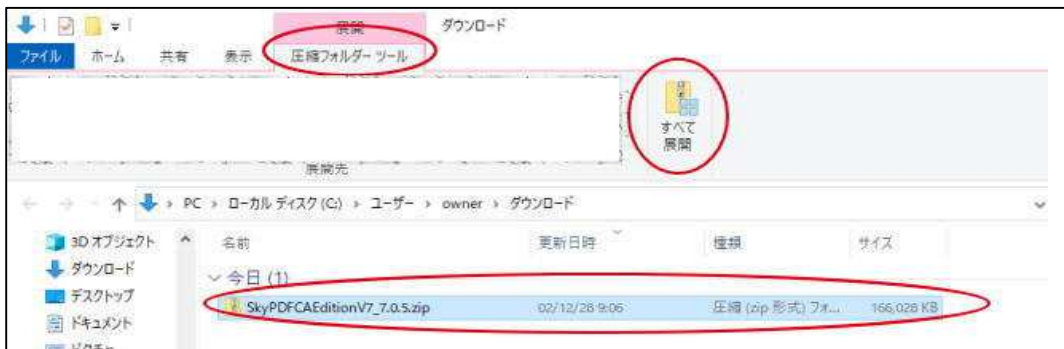 展開 ダウンロード
ファイル ホーム 共有 表示 圧縮フォルダー ツール
すべて
展開
展開先
PC › ローカル ディスク (C:) › ユーザー › owner › ダウンロード
3D オブジェクト
ダウンロード
デスクトップ
ドキュメント
名前 更新日時 種類 サイズ
今日 (1)
SkyPDFCAEditionV7_7.0.5.zip 02/12/28 9:06 圧縮 (zip 形式) フォ... 166,028 KB